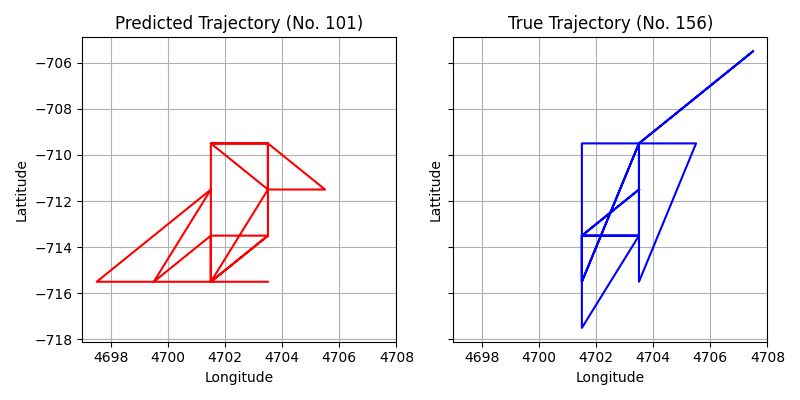 Predicted Trajectory (No. 101)
True Trajectory (No. 156)
−706
−708
−710
−712
−714
−716
−718
Lattitude
Lattitude
4698 4700 4702 4704 4706 4708
4698 4700 4702 4704 4706 4708
Longitude
Longitude